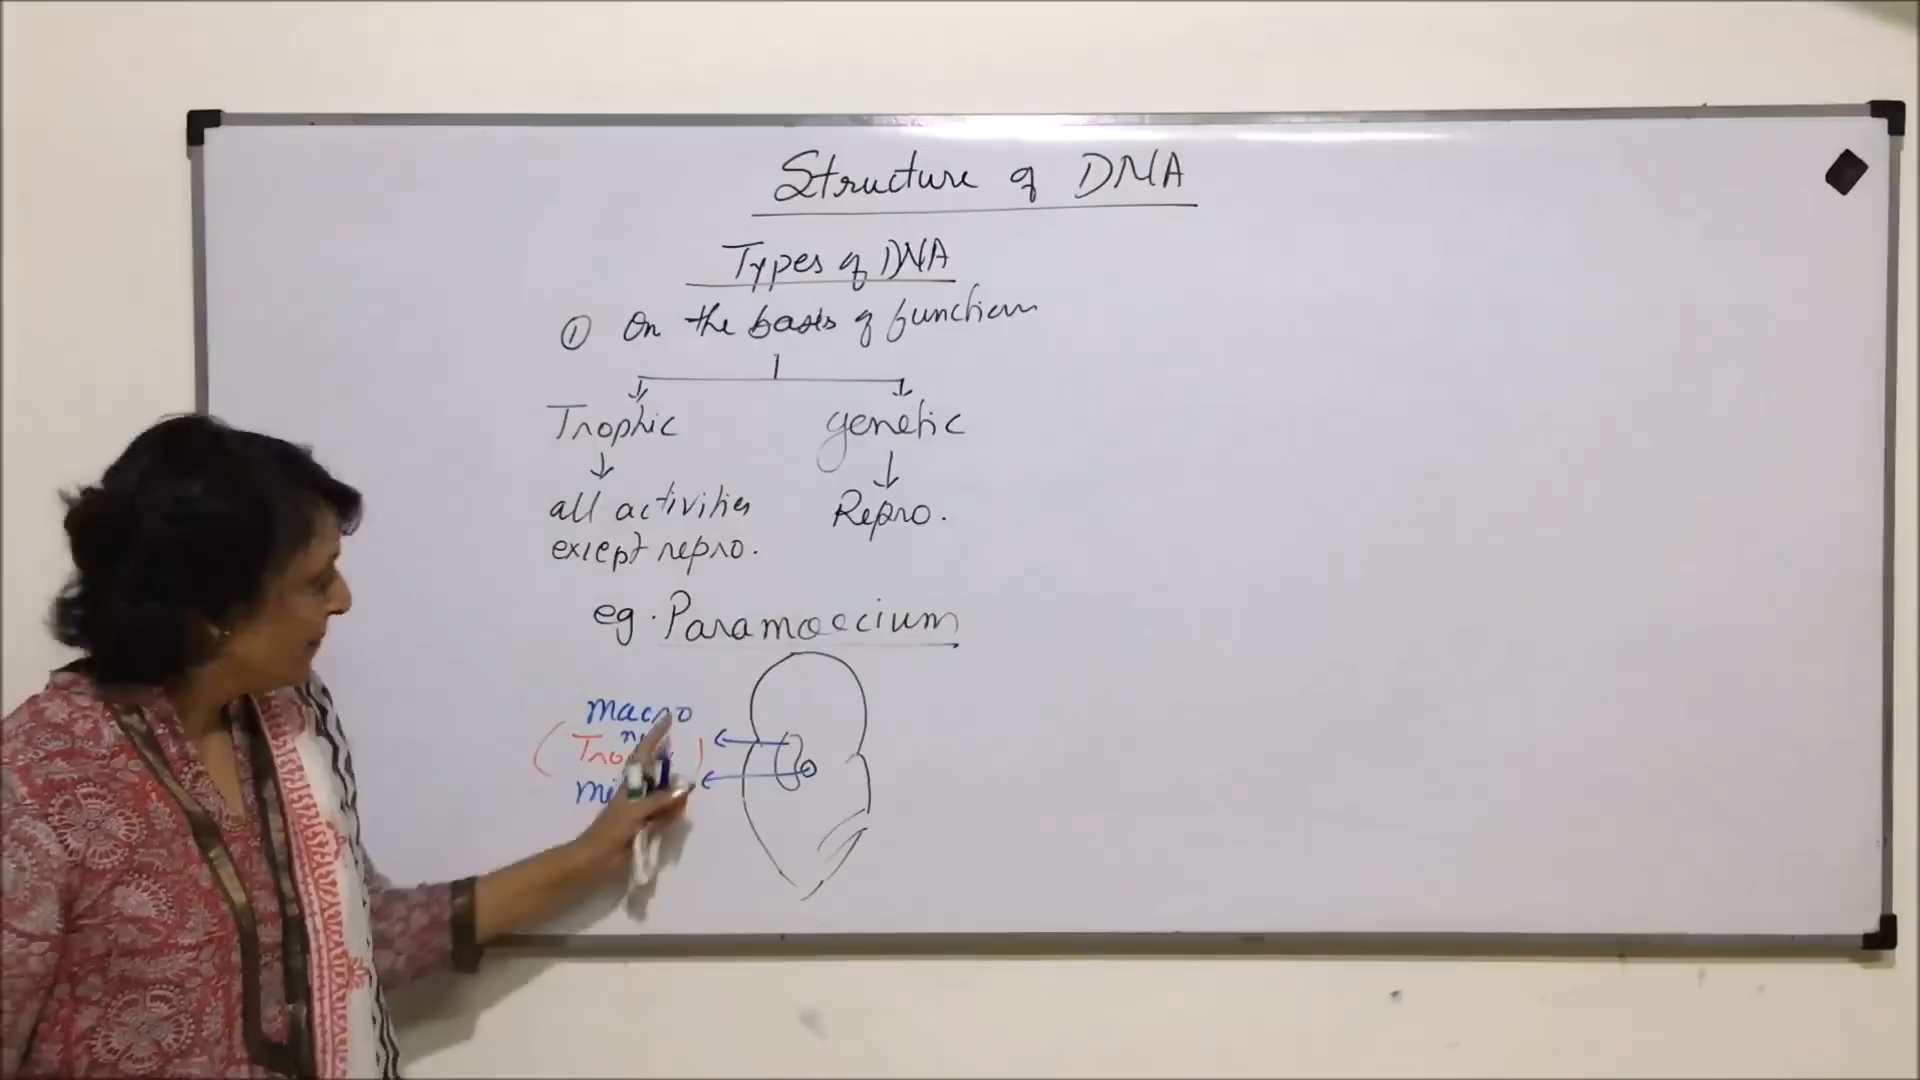 Structure of DNA
Types of DNA
① On the basis of function
Trophic genetic
all activities Repro.
except repro.
eg. Paramoecium
Macro
(          )